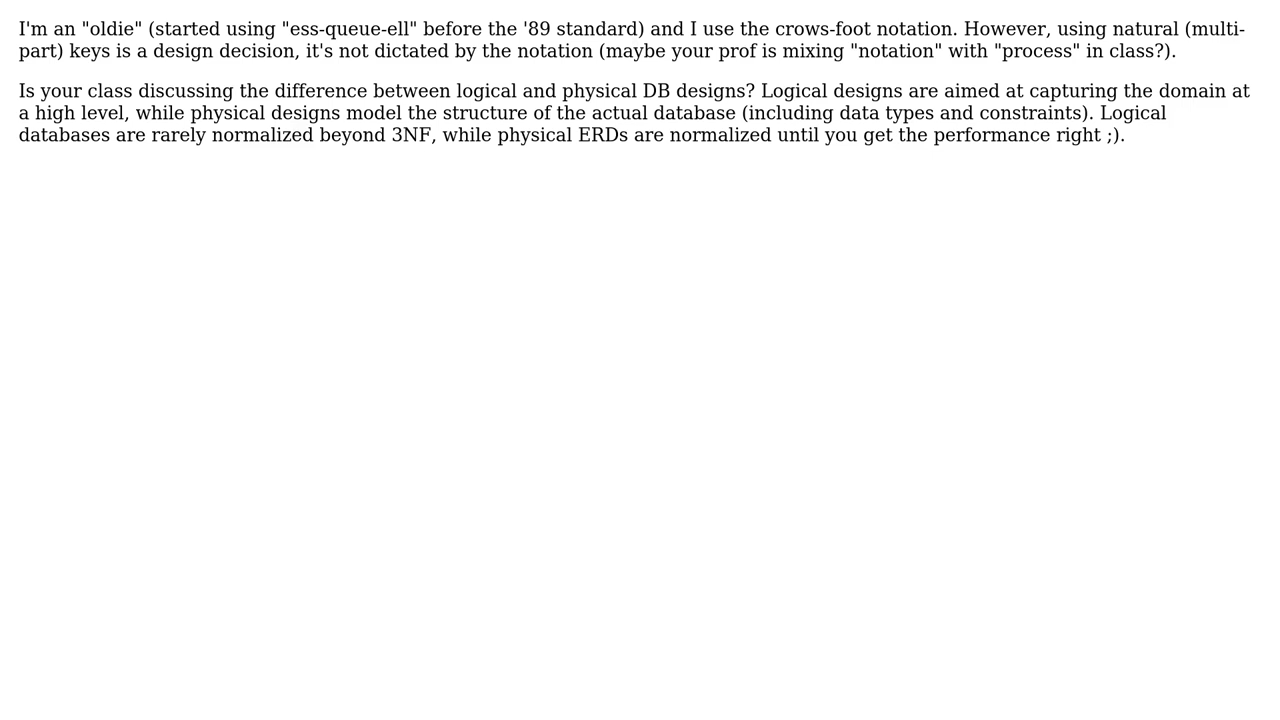 I'm an "oldie" (started using "ess-queue-ell" before the '89 standard) and I use the crows-foot notation. However, using natural (multi-
part) keys is a design decision, it's not dictated by the notation (maybe your prof is mixing "notation" with "process" in class?).
Is your class discussing the difference between logical and physical DB designs? Logical designs are aimed at capturing the domain at
a high level, while physical designs model the structure of the actual database (including data types and constraints). Logical
databases are rarely normalized beyond 3NF, while physical ERDs are normalized until you get the performance right ;).